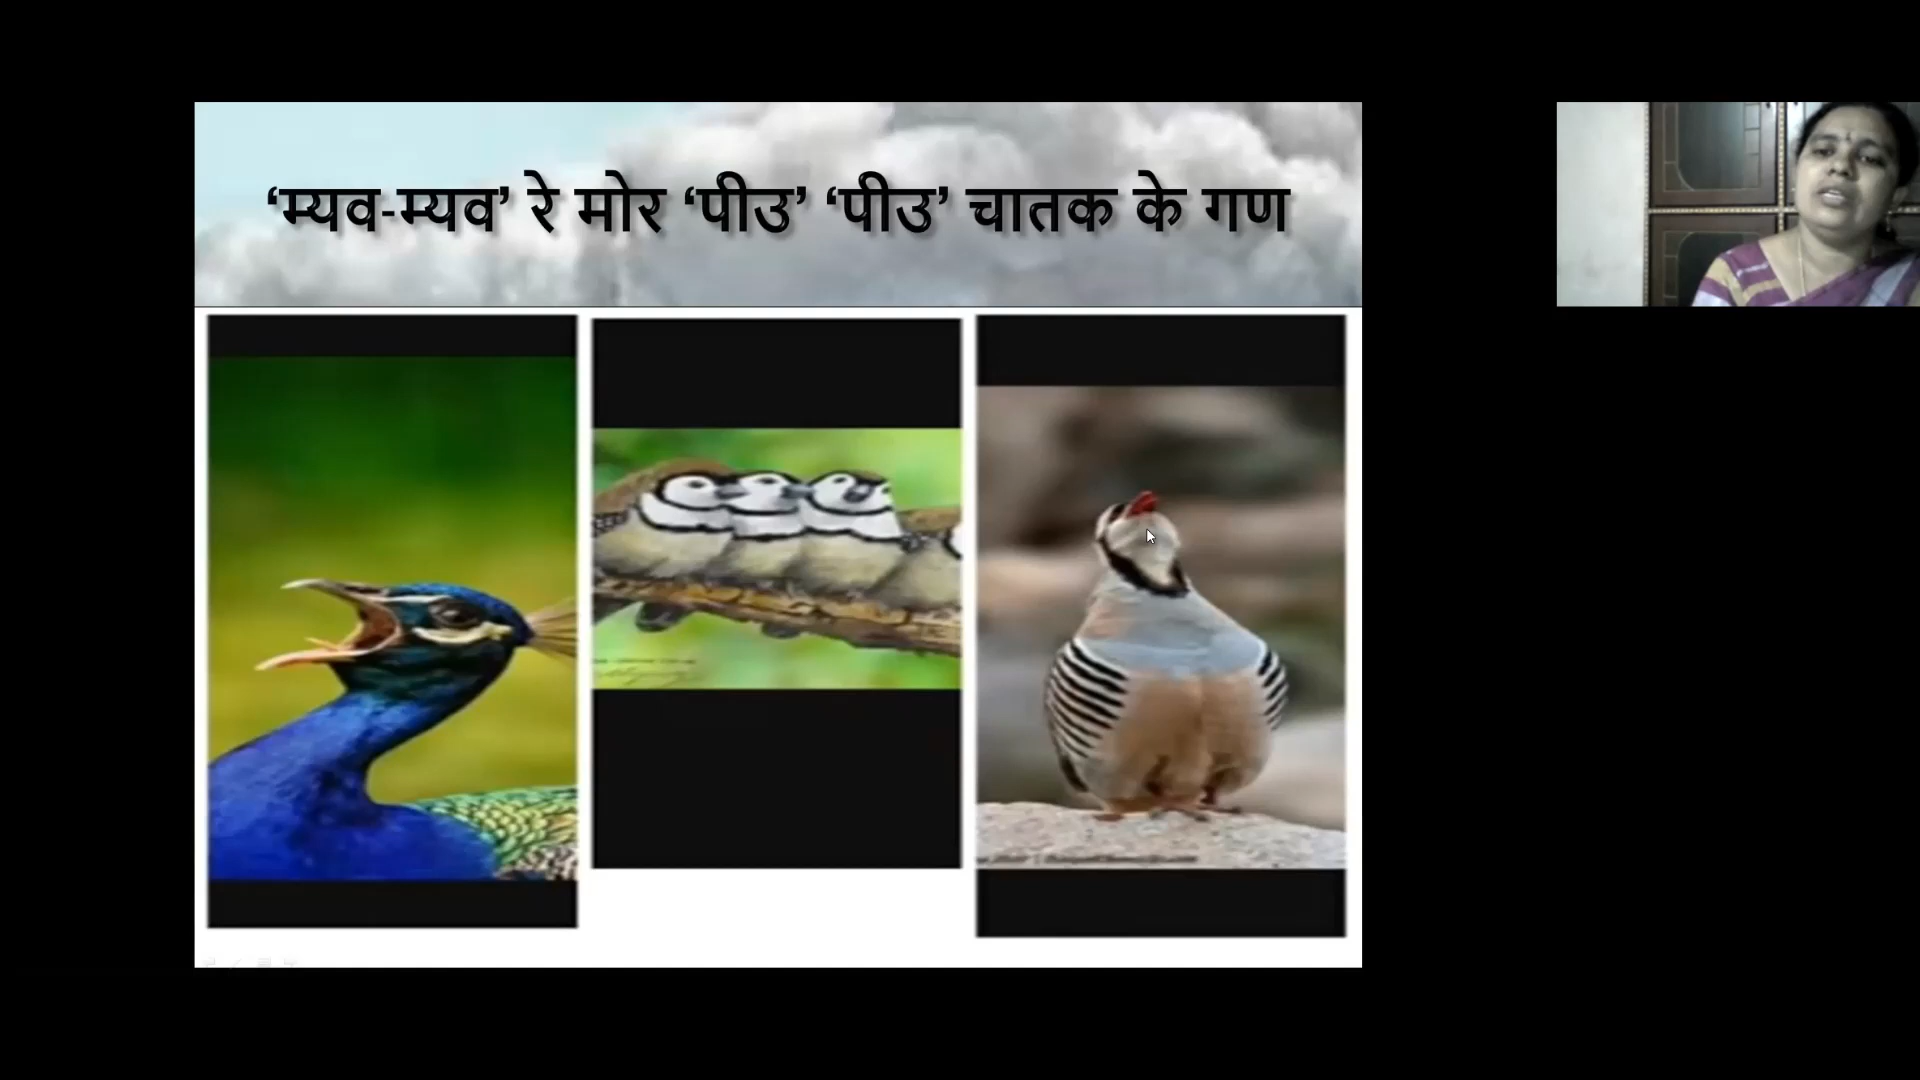 ‘म्यव-म्यव’ रे मोर ‘पीउ’ ‘पीउ’ चातक के गण